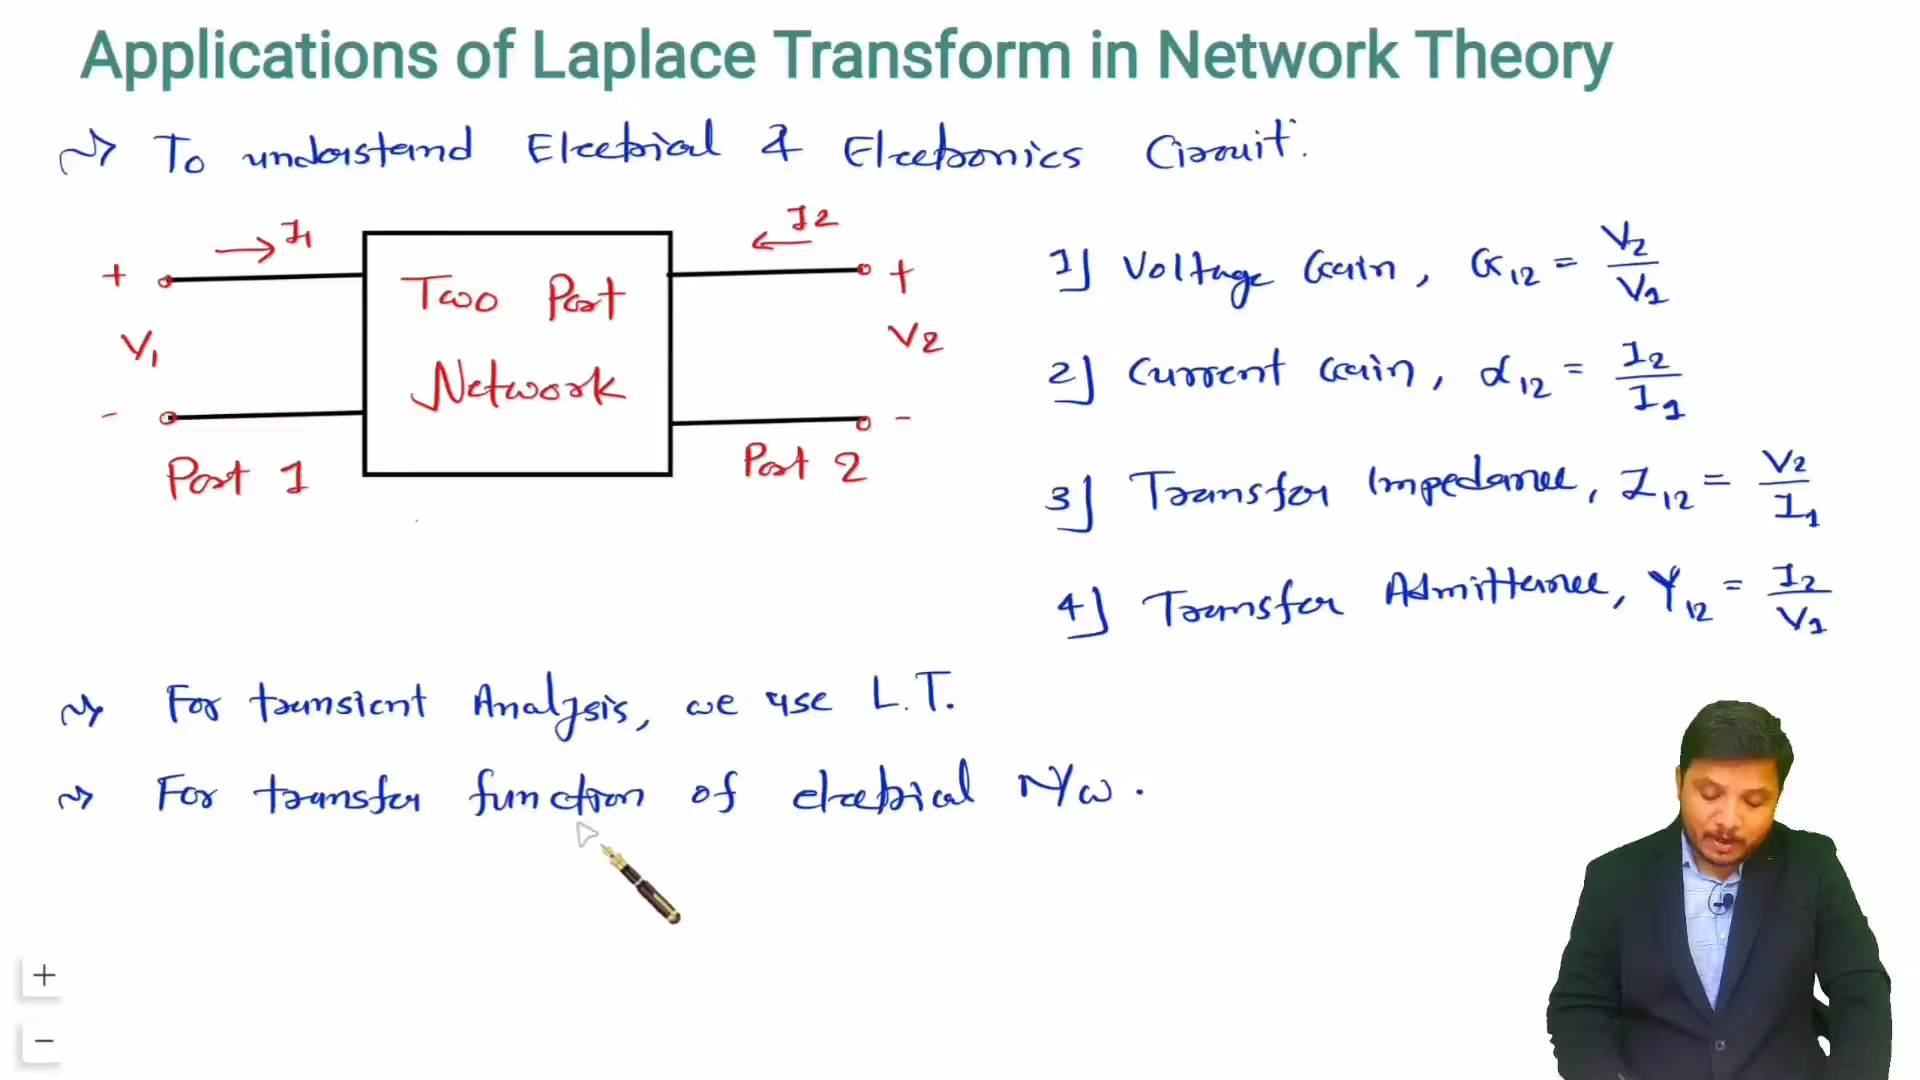 Applications of Laplace Transform in Network Theory
~> To understand Electrical & Electronics Circuit.
I1
I2
+
+
Two Port
Network
V1
V2
-
-
Port 1
Port 2
1] Voltage Gain, G12 = V2/V1
2] Current Gain, α12 = I2/I1
3] Transfer Impedance, Z12 = V2/I1
4] Transfer Admittance, Y12 = I2/V1
~> For transient Analysis, we use L.T.
~> For transfer function of electrical N/w.
+
-